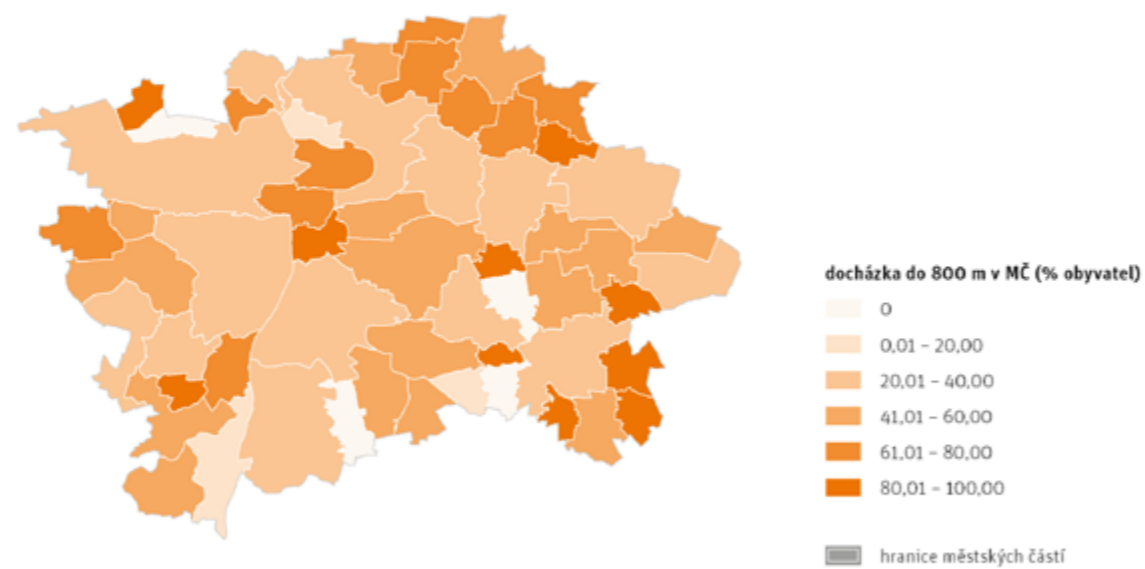 docházka do 800 m v MČ (% obyvatel)
0
0,01 – 20,00
20,01 – 40,00
41,01 – 60,00
61,01 – 80,00
80,01 – 100,00
hranice městských částí